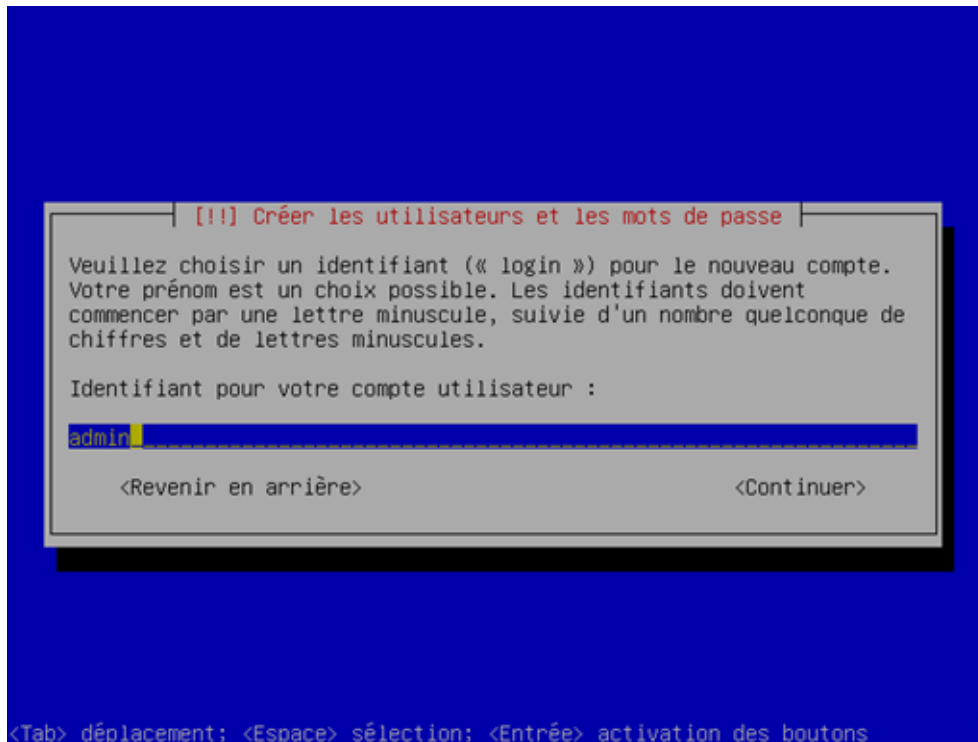 [!!] Créer les utilisateurs et les mots de passe
Veuillez choisir un identifiant (« login ») pour le nouveau compte.
Votre prénom est un choix possible. Les identifiants doivent
commencer par une lettre minuscule, suivie d'un nombre quelconque de
chiffres et de lettres minuscules.
Identifiant pour votre compte utilisateur :
admin
<Revenir en arrière> <Continuer>
<Tab> déplacement; <Espace> sélection; <Entrée> activation des boutons